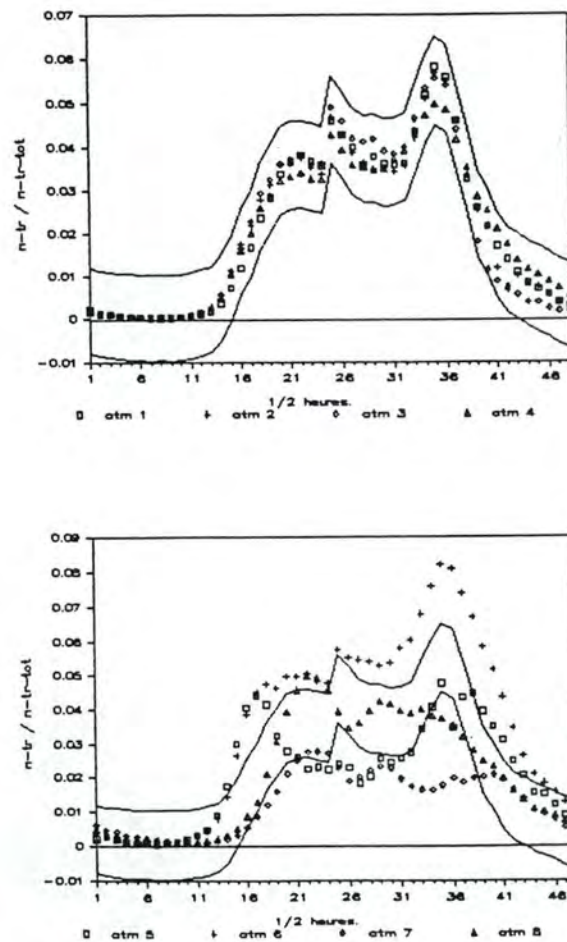 0.07
0.06
0.05
0.04
0.03
0.02
0.01
0
-0.01
n-tr / n-tr-tot
1 6 11 16 21 26 31 36 41 46
1/2 heures.
atm 1 atm 2 atm 3 atm 4
0.09
0.08
0.07
0.06
0.05
0.04
0.03
0.02
0.01
0
-0.01
n-tr / n-tr-tot
1 6 11 16 21 26 31 36 41 46
1/2 heures.
atm 5 atm 6 atm 7 atm 8